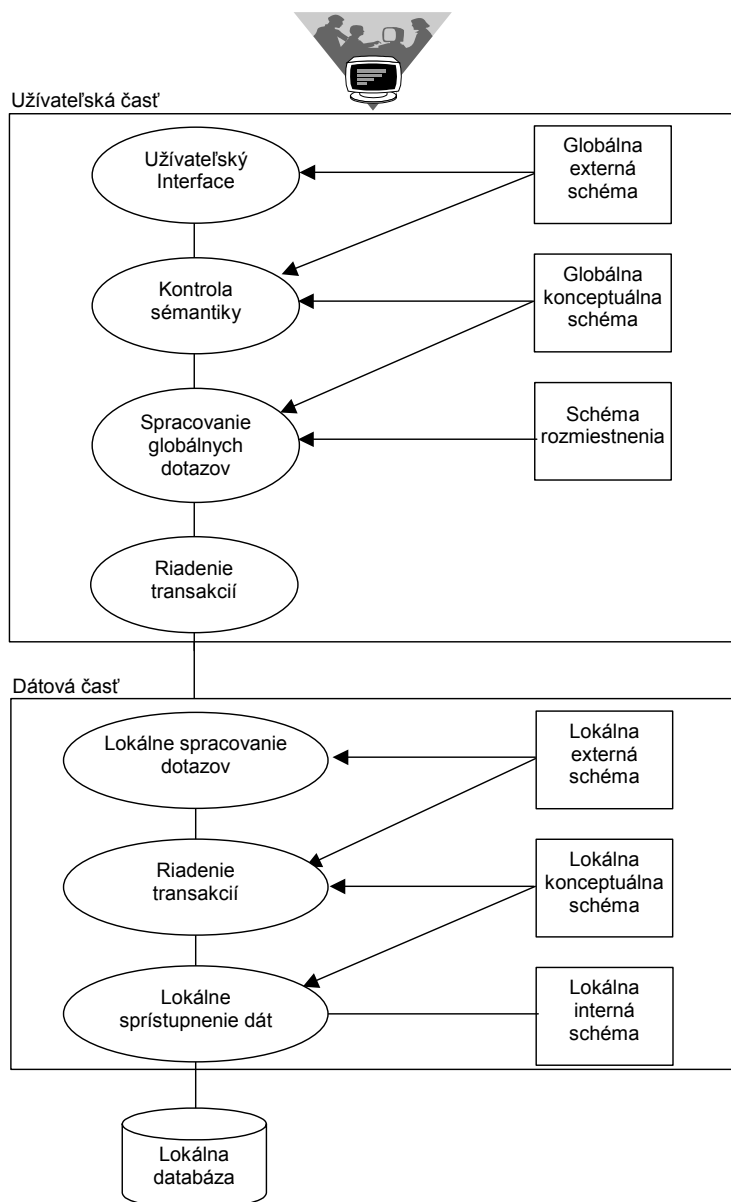 Užívateľská časť
Užívateľský
Interface
Globálna
externá
schéma
Kontrola
sémantiky
Globálna
konceptuálna
schéma
Spracovanie
globálnych
dotazov
Schéma
rozmiestnenia
Riadenie
transakcií
Dátová časť
Lokálne spracovanie
dotazov
Lokálna
externá
schéma
Riadenie
transakcií
Lokálna
konceptuálna
schéma
Lokálne
sprístupnenie dát
Lokálna
interná
schéma
Lokálna
databáza